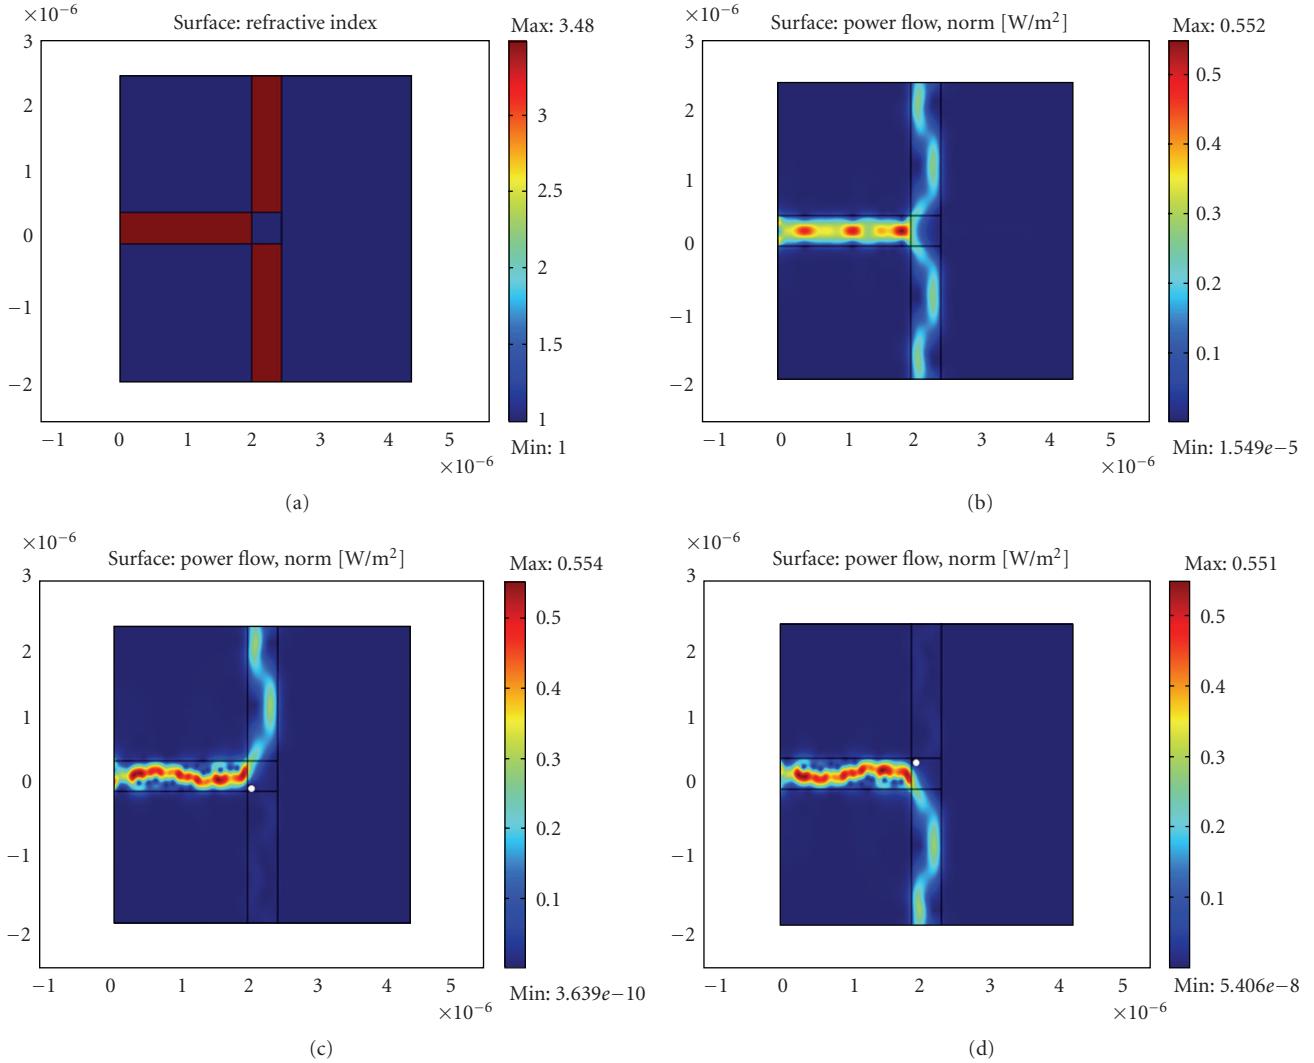 ×10⁻⁶
Surface: refractive index
Max: 3.48
3
2
1
0
−1
−2
−1 0 1 2 3 4 5
×10⁻⁶
3
2.5
2
1.5
1
Min: 1
(a)
×10⁻⁶
Surface: power flow, norm [W/m²]
Max: 0.552
3
2
1
0
−1
−2
−1 0 1 2 3 4 5
×10⁻⁶
0.5
0.4
0.3
0.2
0.1
Min: 1.549e−5
(b)
×10⁻⁶
Surface: power flow, norm [W/m²]
Max: 0.554
3
2
1
0
−1
−2
−1 0 1 2 3 4 5
×10⁻⁶
0.5
0.4
0.3
0.2
0.1
Min: 3.639e−10
(c)
×10⁻⁶
Surface: power flow, norm [W/m²]
Max: 0.551
3
2
1
0
−1
−2
−1 0 1 2 3 4 5
×10⁻⁶
0.5
0.4
0.3
0.2
0.1
Min: 5.406e−8
(d)